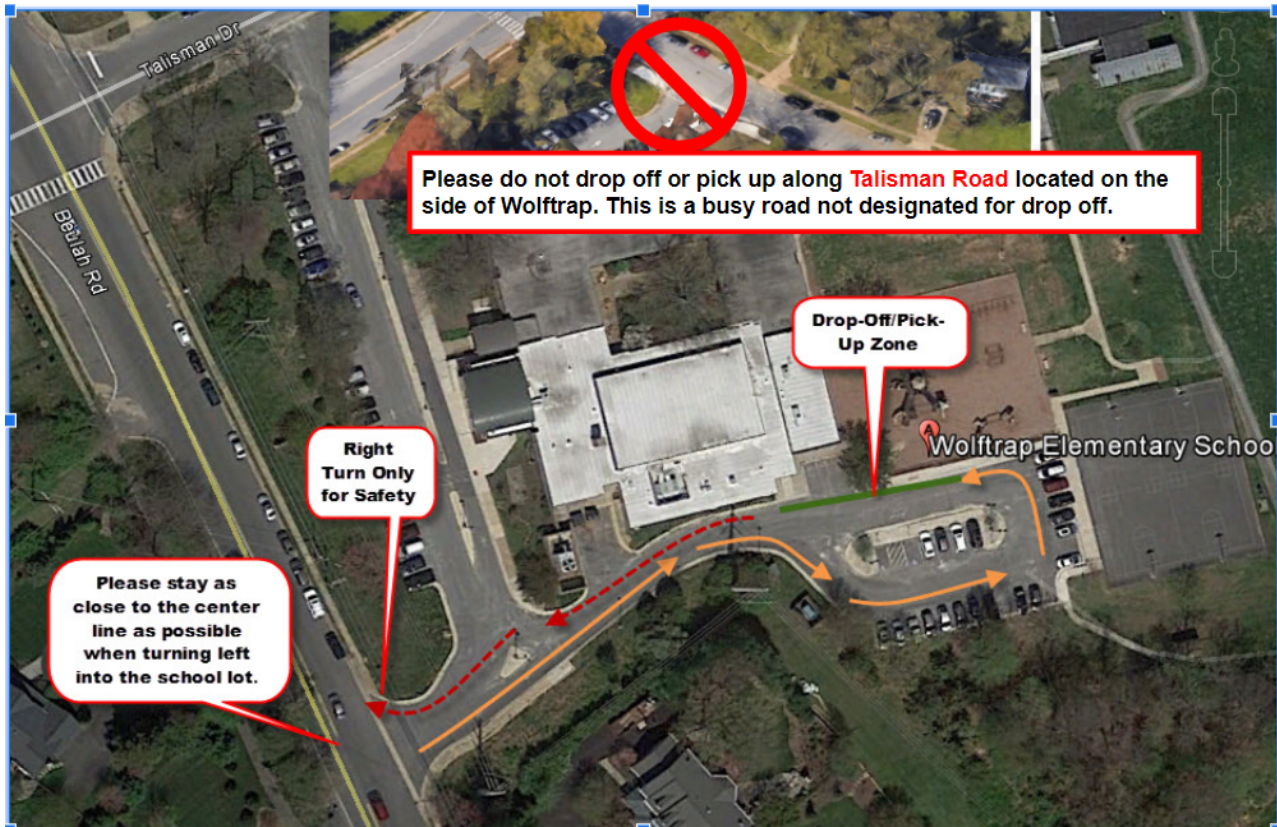 Talisman Dr
Please do not drop off or pick up along Talisman Road located on the
side of Wolftrap. This is a busy road not designated for drop off.
Beulah Rd
Drop-Off/Pick-
Up Zone
A
Wolftrap Elementary Schoo
Right
Turn Only
for Safety
Please stay as
close to the center
line as possible
when turning left
into the school lot.